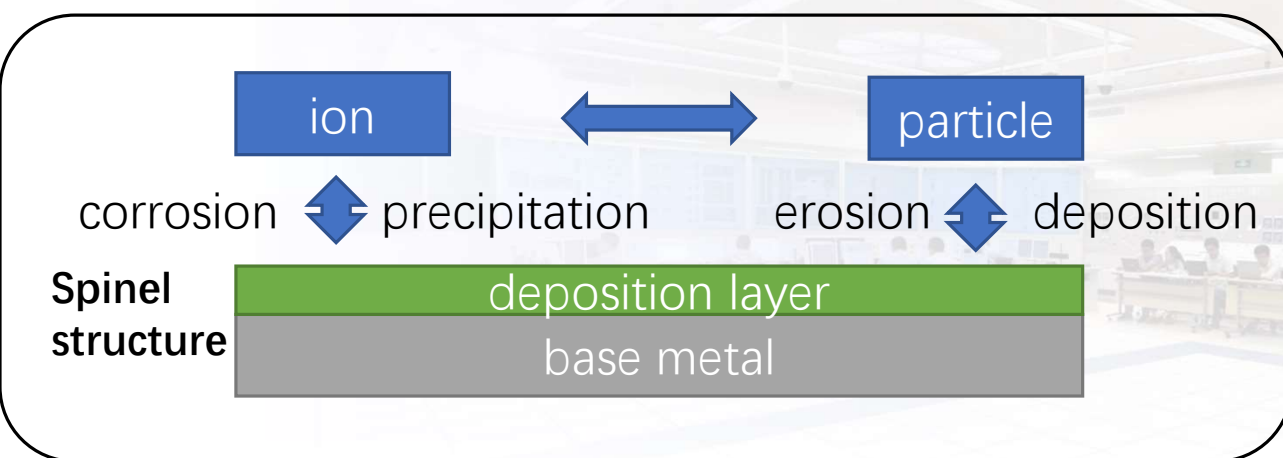 ion
particle
corrosion
precipitation
erosion
deposition
Spinel
structure
deposition layer
base metal